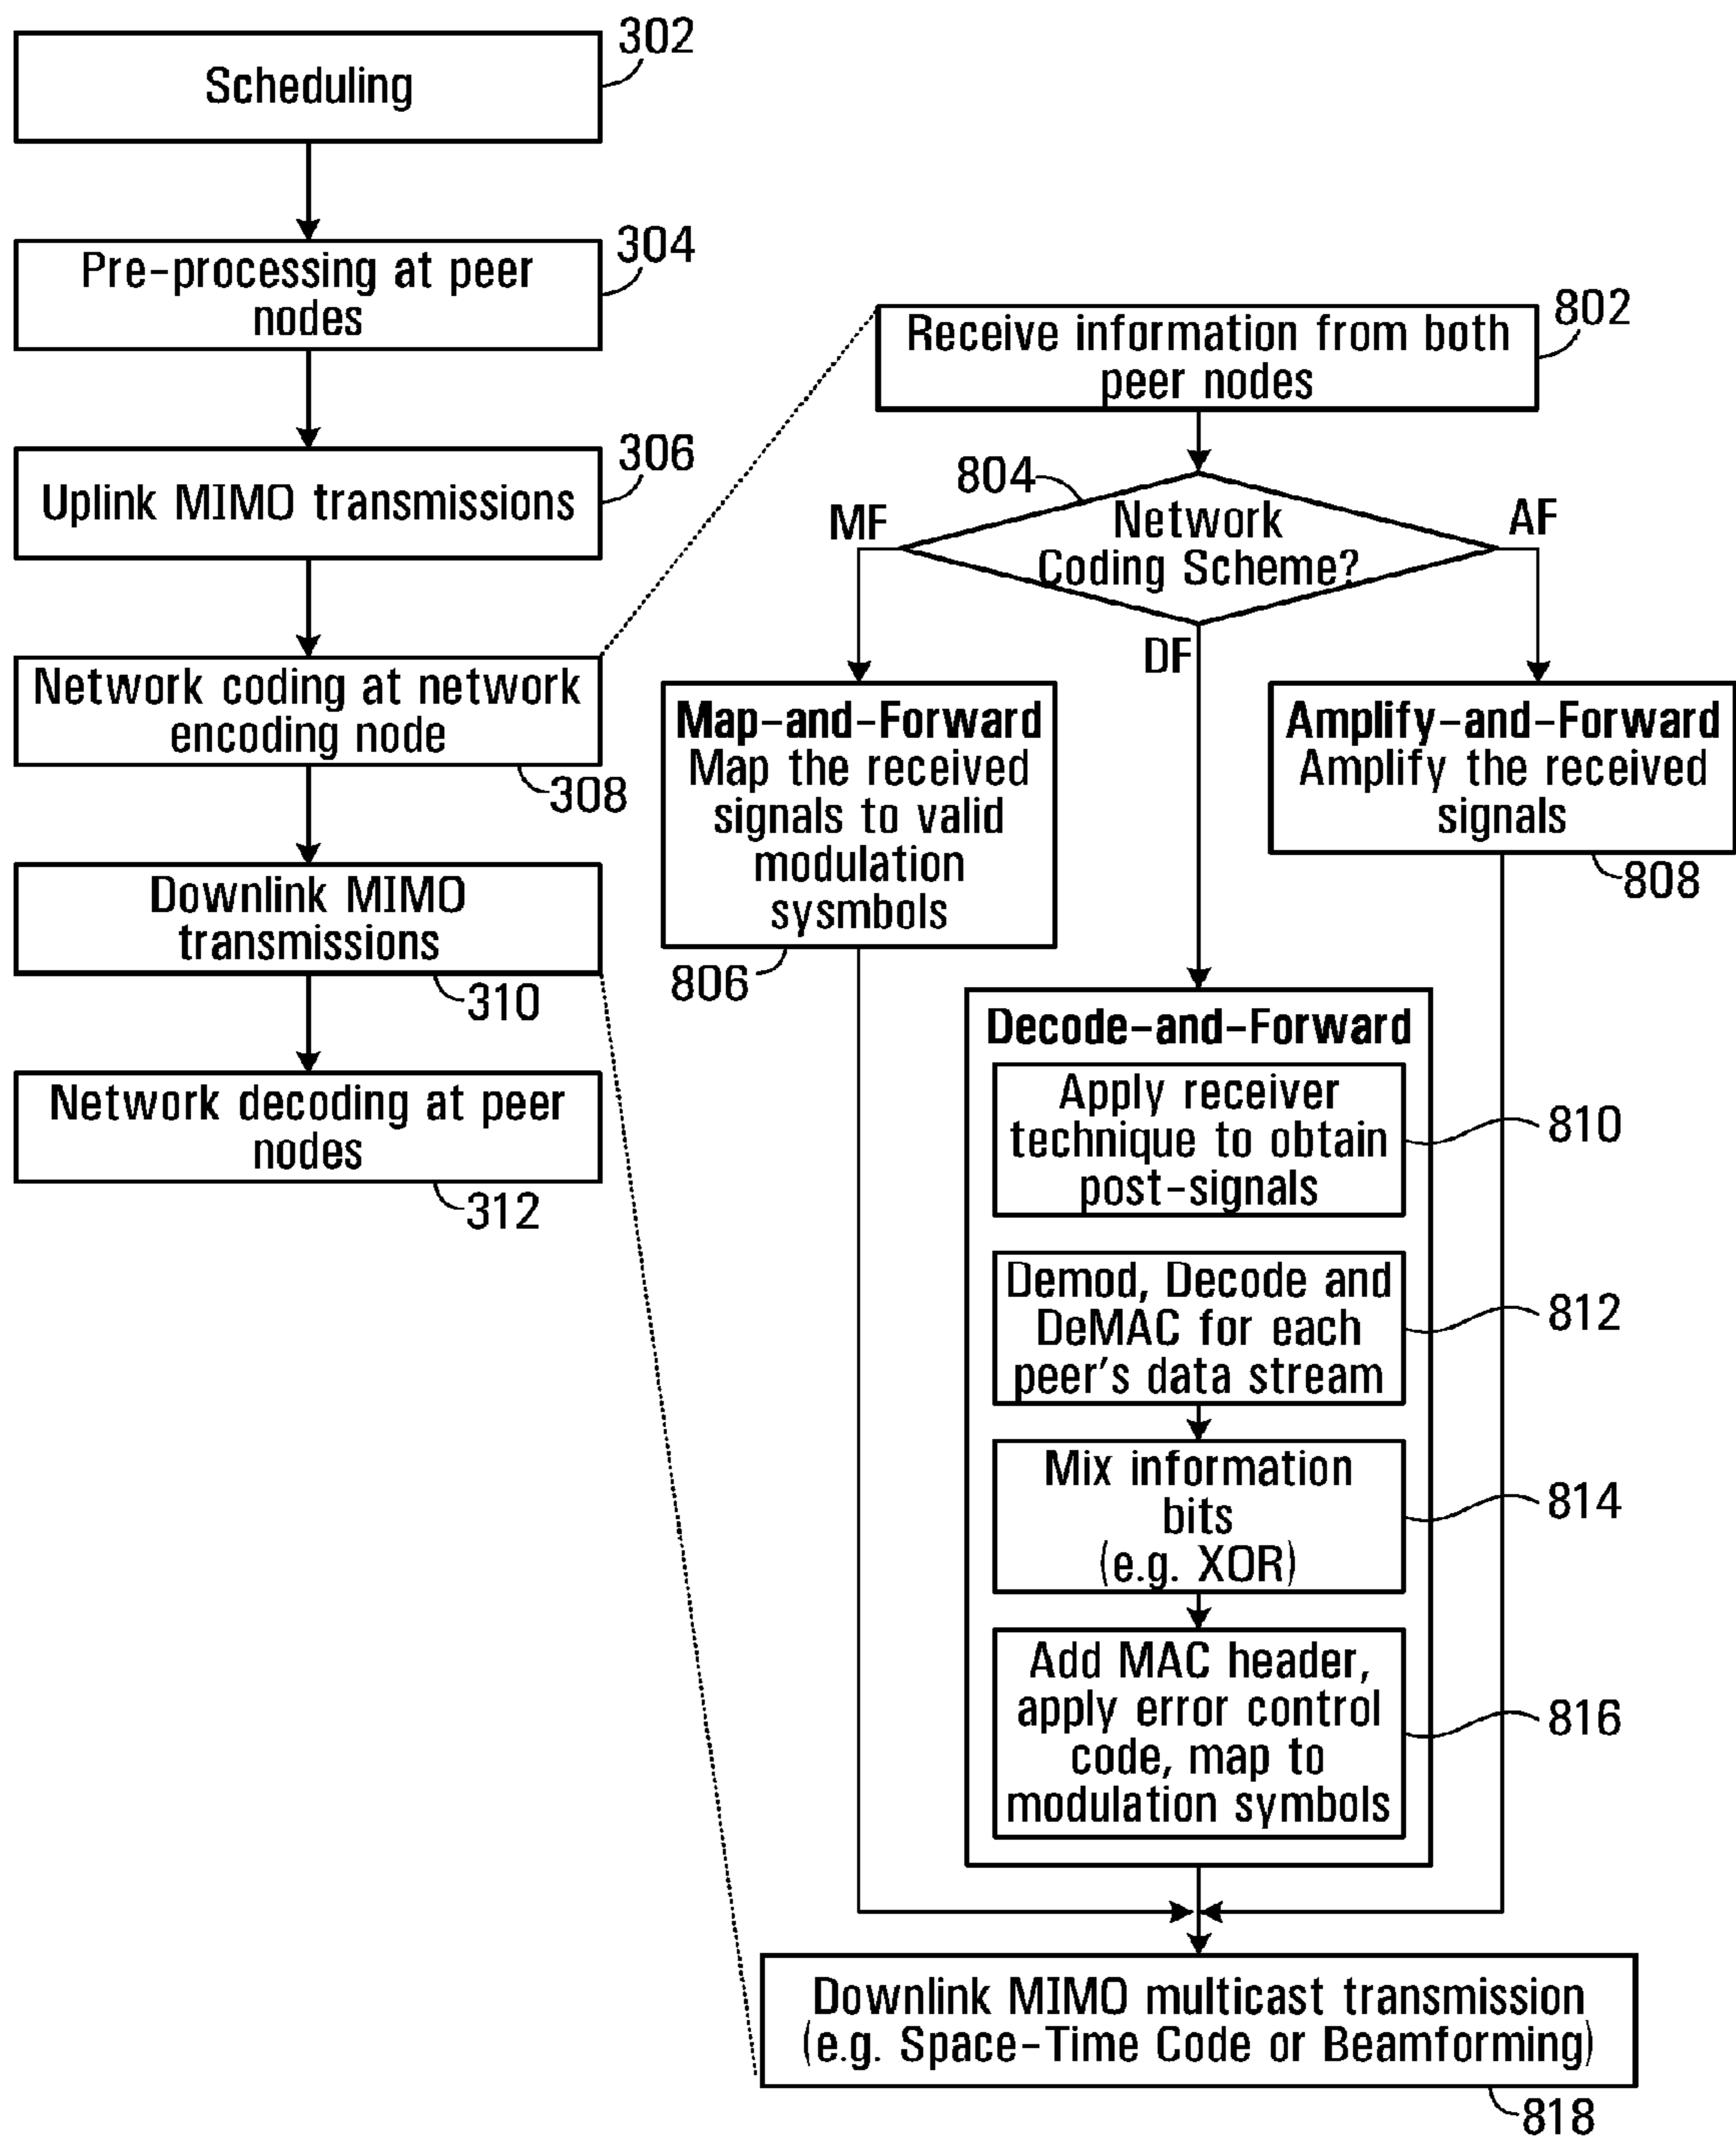 302
Scheduling
304
Pre-processing at peer
nodes
306
Uplink MIMO transmissions
Network coding at network
encoding node
308
Downlink MIMO
transmissions
310
Network decoding at peer
nodes
312
802
Receive information from both
peer nodes
804
Network
Coding Scheme?
MF
DF
AF
Map-and-Forward
Map the received
signals to valid
modulation
sysmbols
806
Amplify-and-Forward
Amplify the received
signals
808
Decode-and-Forward
Apply receiver
technique to obtain
post-signals
810
Demod, Decode and
DeMAC for each
peer's data stream
812
Mix information
bits
(e.g. XOR)
814
Add MAC header,
apply error control
code, map to
modulation symbols
816
Downlink MIMO multicast transmission
(e.g. Space-Time Code or Beamforming)
818